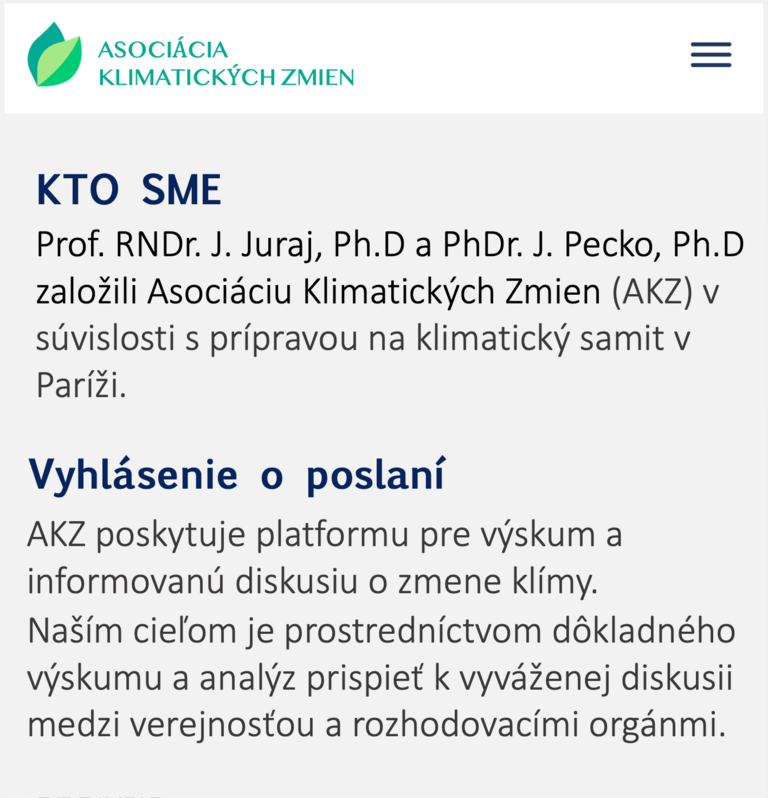 ASOCIÁCIA
KLIMATICKÝCH ZMIEN
KTO SME
Prof. RNDr. J. Juraj, Ph.D a PhDr. J. Pecko, Ph.D
založili Asociáciu Klimatických Zmien (AKZ) v
súvislosti s prípravou na klimatický samit v
Paríži.
Vyhlásenie o poslaní
AKZ poskytuje platformu pre výskum a
informovanú diskusiu o zmene klímy.
Naším cieľom je prostredníctvom dôkladného
výskumu a analýz prispieť k vyváženej diskusii
medzi verejnosťou a rozhodovacími orgánmi.